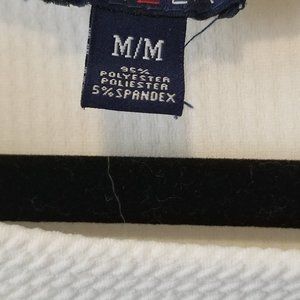 M/M
95%
POLYESTER
POLIESTER
5% SPANDEX